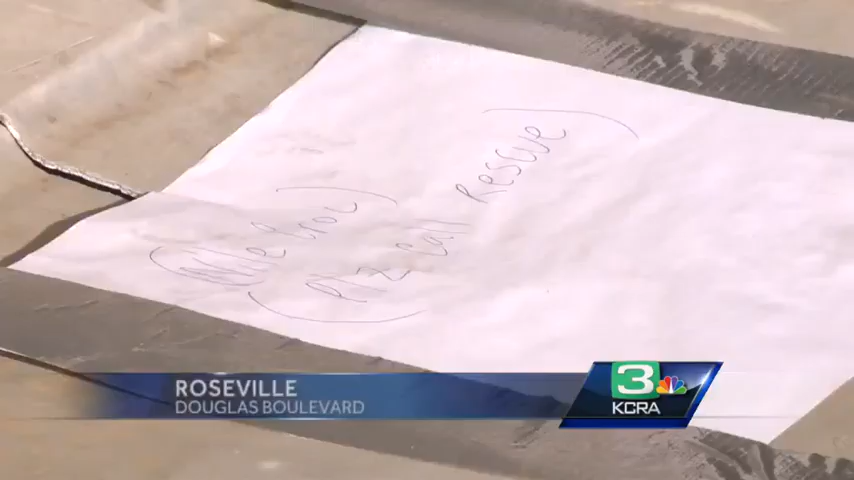 Plz call Rescue
ROSEVILLE
DOUGLAS BOULEVARD
3
KCRA